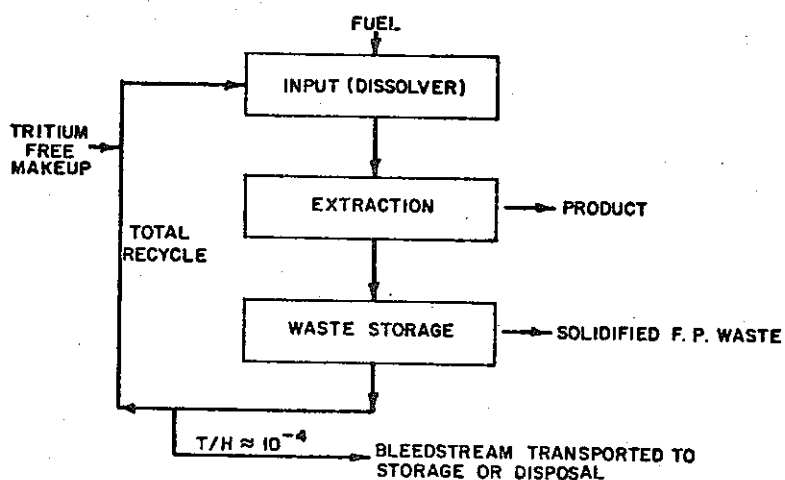 FUEL
INPUT (DISSOLVER)
TRITIUM
FREE
MAKEUP
EXTRACTION
PRODUCT
TOTAL
RECYCLE
WASTE STORAGE
SOLIDIFIED F. P. WASTE
T/H ≈ 10⁻⁴
BLEEDSTREAM TRANSPORTED TO
STORAGE OR DISPOSAL